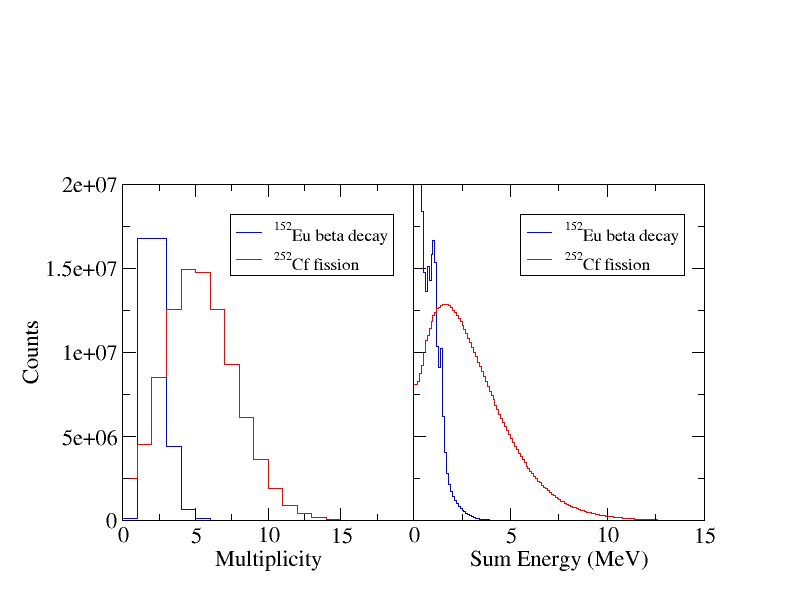 2e+07
1.5e+07
1e+07
5e+06
0
Counts
¹⁵²Eu beta decay
²⁵²Cf fission
0 5 10 15
Multiplicity
¹⁵²Eu beta decay
²⁵²Cf fission
0 5 10 15
Sum Energy (MeV)